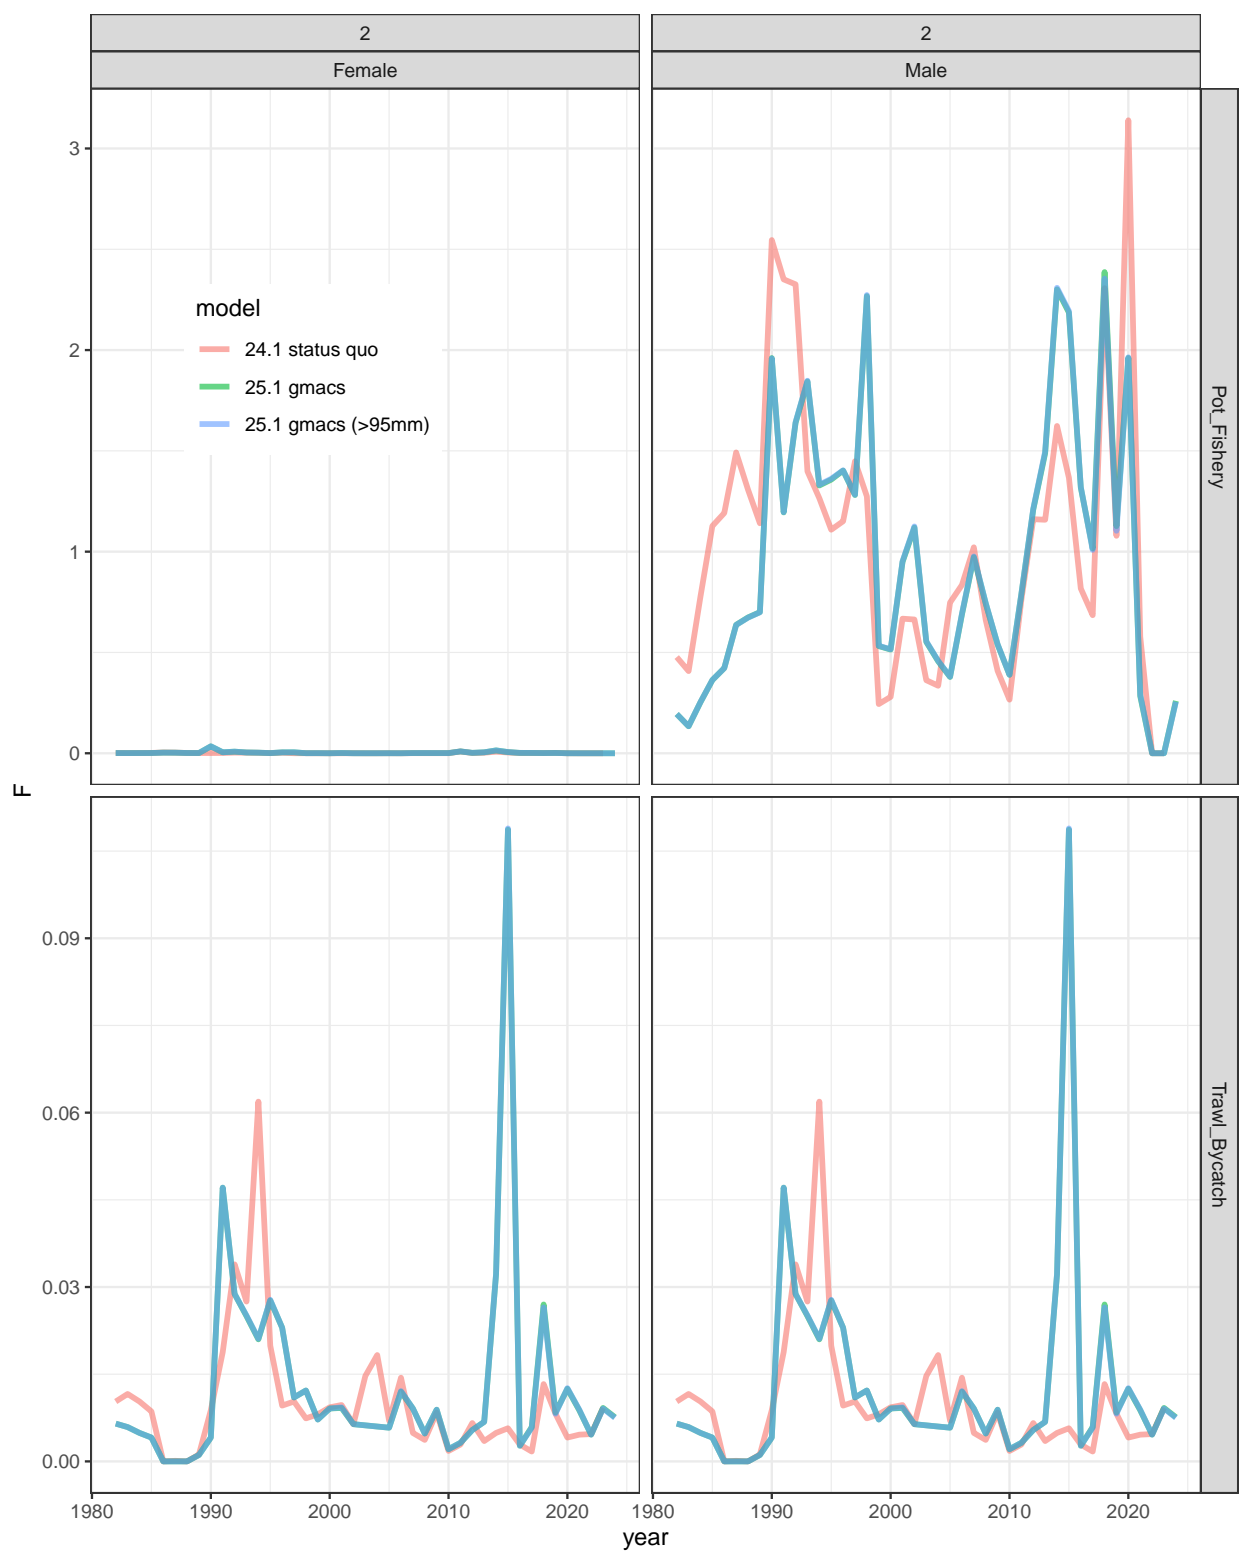 2
2
Female
Male
3
2
1
0
model
24.1 status quo
25.1 gmacs
25.1 gmacs (>95mm)
Pot_Fishery
F
0.09
0.06
0.03
0.00
Trawl_Bycatch
1980
1990
2000
2010
2020
1980
1990
2000
2010
2020
year